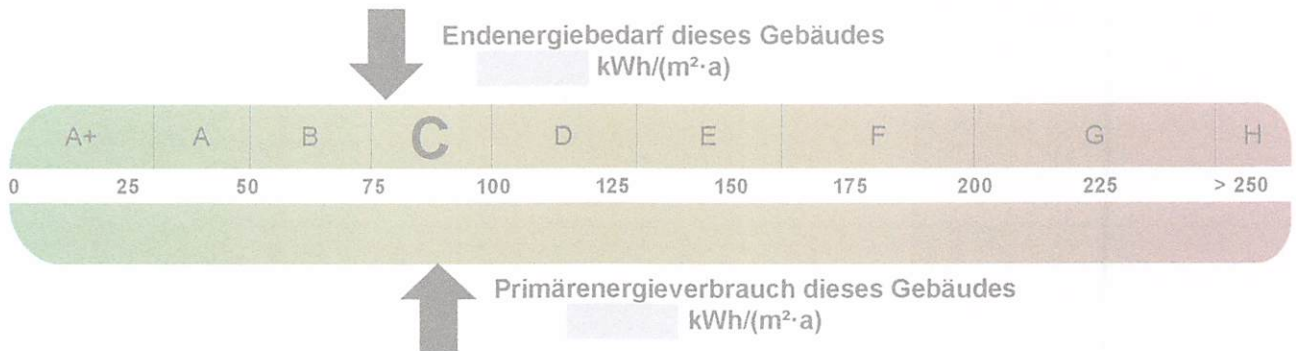 Endenergiebedarf dieses Gebäudes
kWh/(m²·a)
A+ A B C D E F G H
0 25 50 75 100 125 150 175 200 225 > 250
Primärenergieverbrauch dieses Gebäudes
kWh/(m²·a)